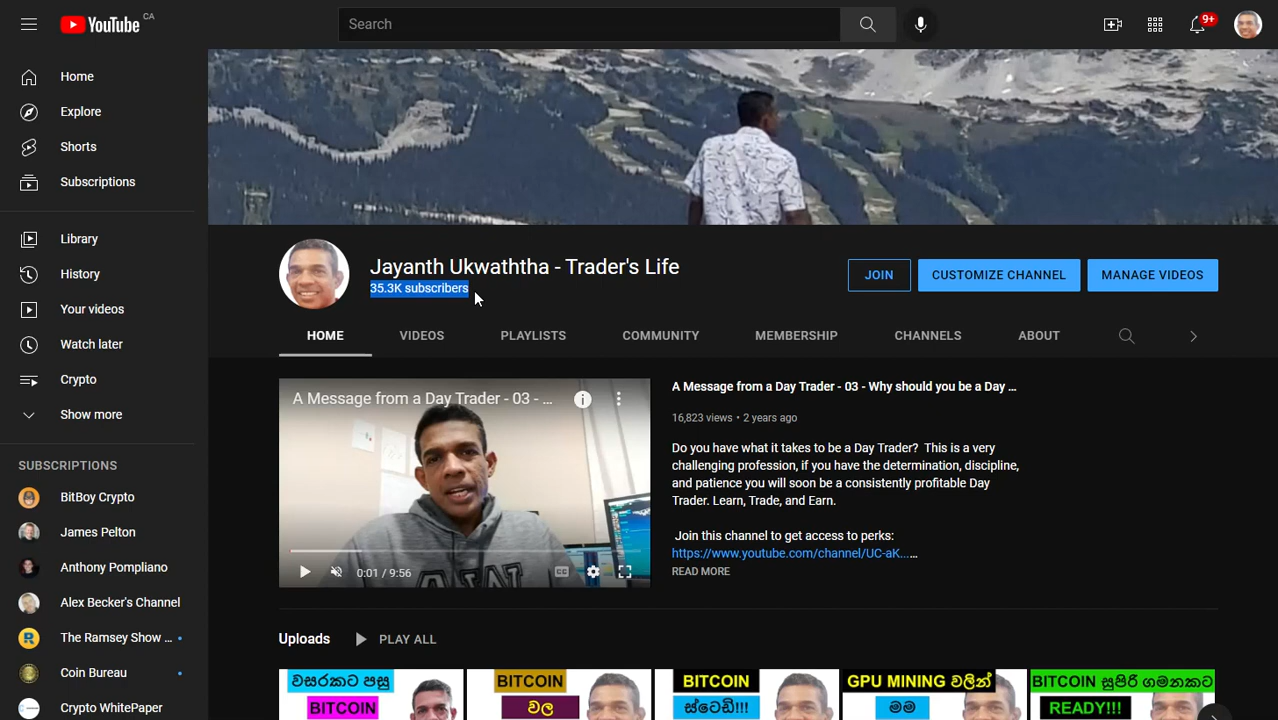 YouTube CA
Search
9+
Home
Explore
Shorts
Subscriptions
Library
History
Your videos
Watch later
Crypto
Show more
SUBSCRIPTIONS
BitBoy Crypto
James Pelton
Anthony Pompliano
Alex Becker's Channel
The Ramsey Show ...
Coin Bureau
Crypto WhitePaper
Jayanth Ukwaththa - Trader's Life
35.3K subscribers
JOIN
CUSTOMIZE CHANNEL
MANAGE VIDEOS
HOME VIDEOS PLAYLISTS COMMUNITY MEMBERSHIP CHANNELS ABOUT
A Message from a Day Trader - 03 - ...
0:01 / 9:56
A Message from a Day Trader - 03 - Why should you be a Day ...
16,823 views • 2 years ago
Do you have what it takes to be a Day Trader? This is a very
challenging profession, if you have the determination, discipline,
and patience you will soon be a consistently profitable Day
Trader. Learn, Trade, and Earn.
Join this channel to get access to perks:
https://www.youtube.com/channel/UC-aK...…
READ MORE
Uploads
PLAY ALL
වසරකට පසු
BITCOIN
BITCOIN
වල
BITCOIN
ස්ටෙඩි!!!
GPU MINING වලින්
මම
BITCOIN සුපිරි ගමනකට
READY!!!